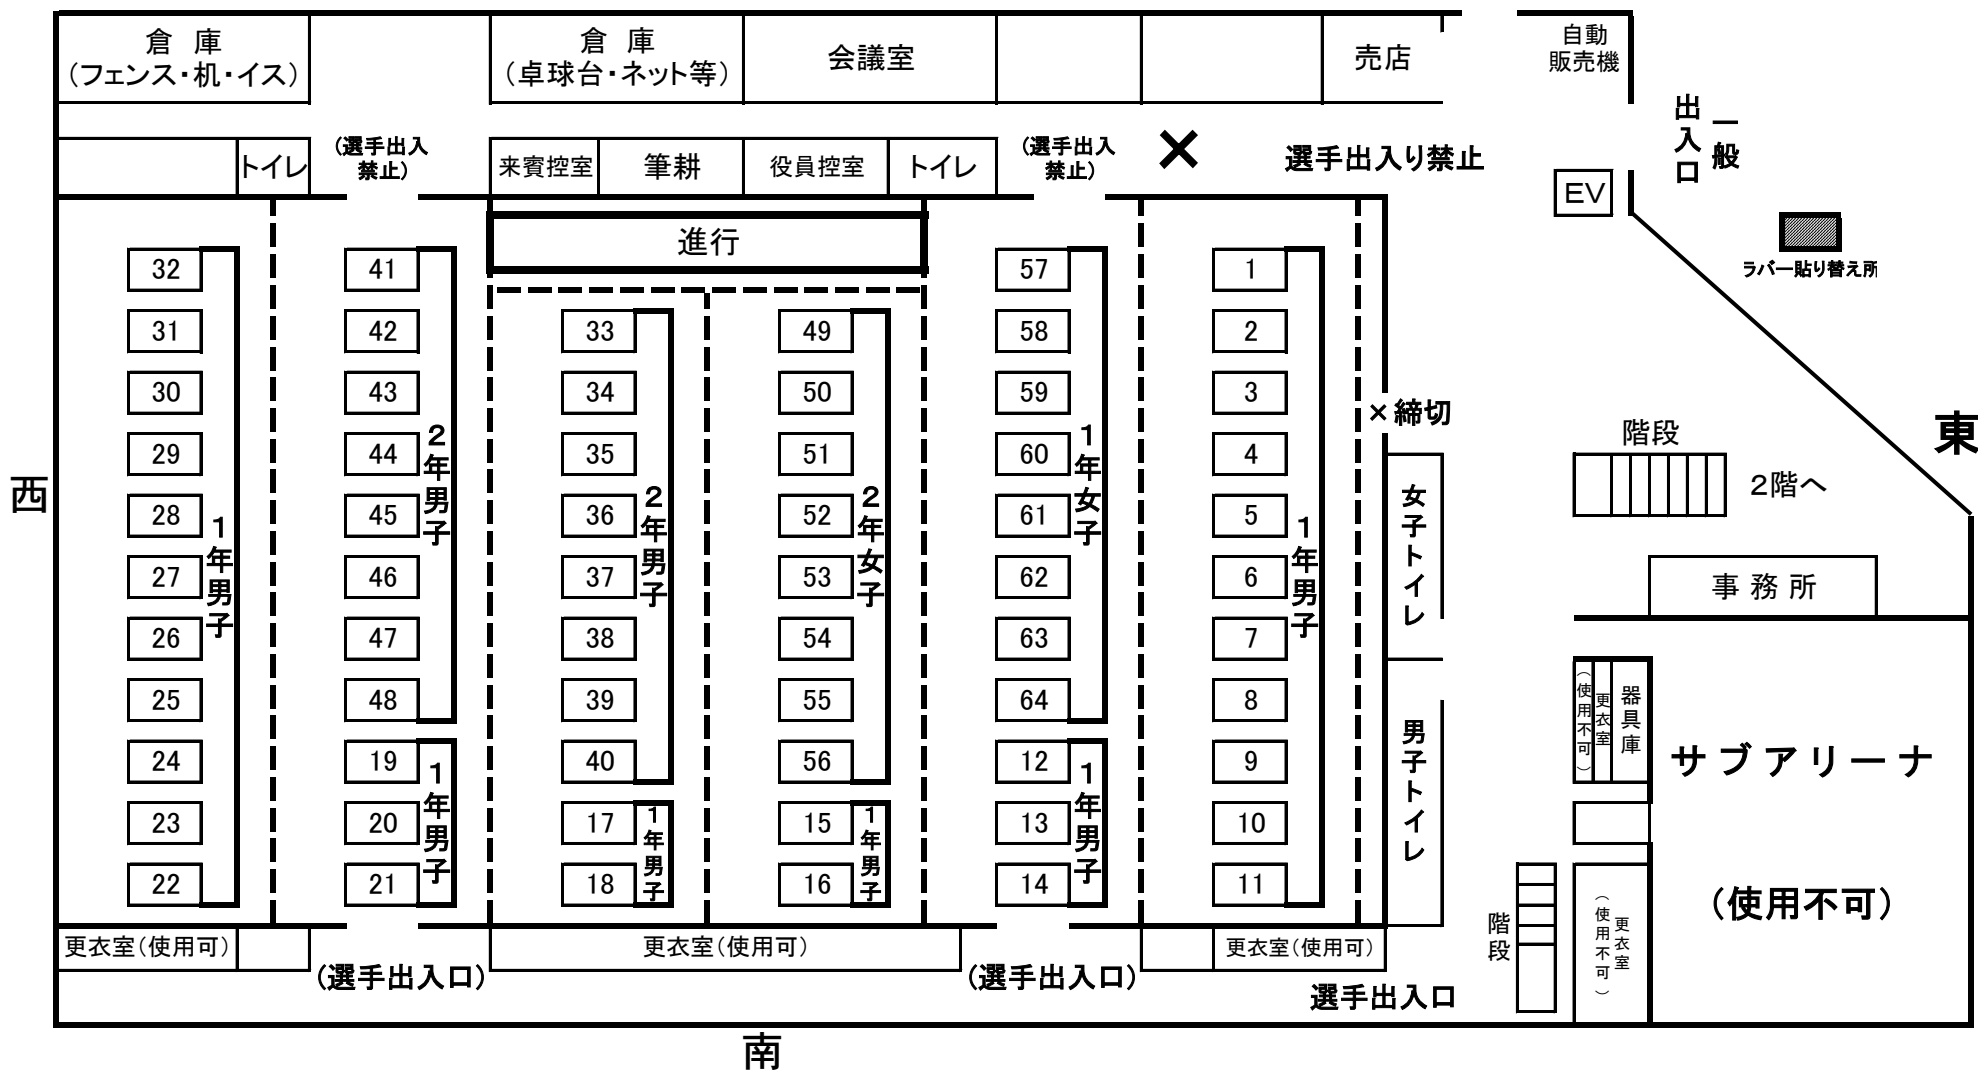 倉 庫
（フェンス・机・イス）
倉 庫
（卓球台・ネット等）
会議室
売店
自動
販売機
一般
出入口
トイレ
（選手出入
禁止）
来賓控室
筆耕
役員控室
トイレ
（選手出入
禁止）
×
選手出入り禁止
EV
ラバー貼り替え所
進行
32
31
30
29
28
27
26
25
24
23
22
1年男子
41
42
43
44
45
46
47
48
2年男子
19
20
21
1年男子
33
34
35
36
37
38
39
40
2年男子
17
18
1年男子
49
50
51
52
53
54
55
56
2年女子
15
16
1年男子
57
58
59
60
61
62
63
64
1年女子
12
13
14
1年男子
1
2
3
4
5
6
7
8
9
10
11
1年男子
×締切
女子トイレ
男子トイレ
階段
2階へ
事 務 所
東
西
器具庫
更衣室
（使用不可）
サブアリーナ
（使用不可）
階段
更衣室
（使用不可）
更衣室（使用可）
（選手出入口）
更衣室（使用可）
（選手出入口）
更衣室（使用可）
選手出入口
南